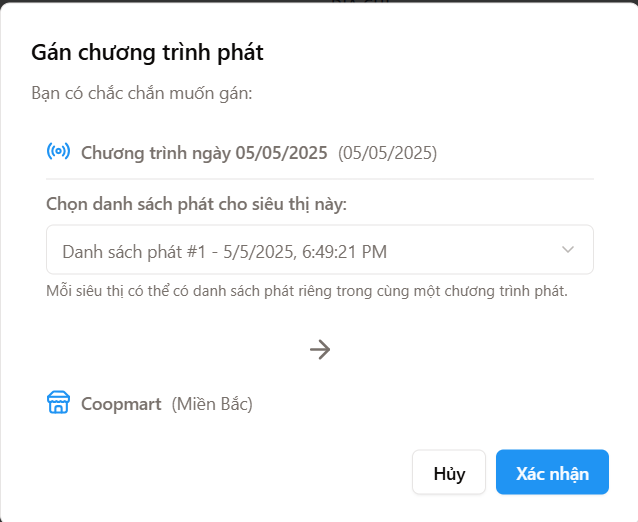 Gán chương trình phát
Bạn có chắc chắn muốn gán:
Chương trình ngày 05/05/2025 (05/05/2025)
Chọn danh sách phát cho siêu thị này:
Danh sách phát #1 - 5/5/2025, 6:49:21 PM
Mỗi siêu thị có thể có danh sách phát riêng trong cùng một chương trình phát.
Coopmart (Miền Bắc)
Hủy Xác nhận